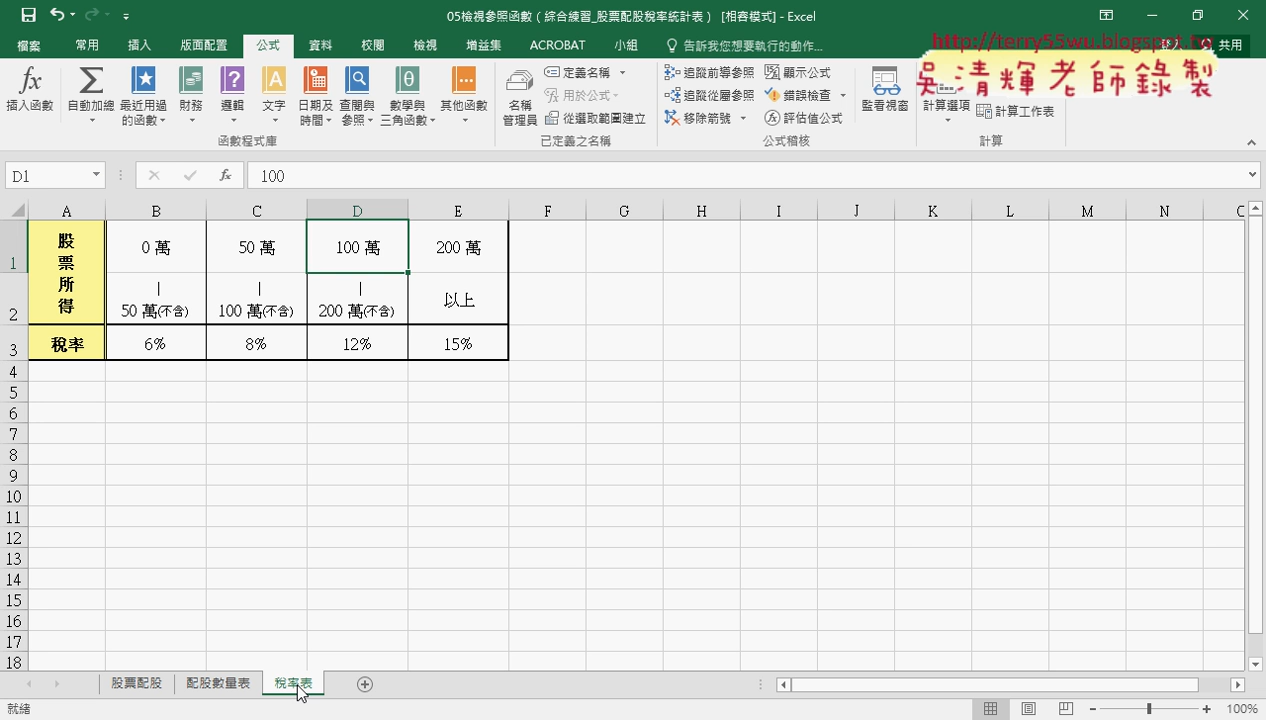 05檢視參照函數（綜合練習_股票配股稅率統計表） [相容模式] - Excel
檔案 常用 插入 版面配置 公式 資料 校閱 檢視 增益集 ACROBAT 小組 告訴我您想要執行的動作... 共用
http://terry55wu.blogspot.tw
吳清輝老師錄製
插入函數 自動加總 最近用過的函數 財務 邏輯 文字 日期及時間 查閱與參照 數學與三角函數 其他函數
函數程式庫
名稱管理員 定義名稱 用於公式 從選取範圍建立
已定義之名稱
追蹤前導參照 追蹤從屬參照 移除箭號 顯示公式 錯誤檢查 評估值公式
公式稽核
監看視窗 計算選項 計算工作表
計算
D1 fx 100
A B C D E F G H I J K L M N
1 股票所得 0 萬 50 萬 100 萬 200 萬
2 | | | 以上
50 萬(不含) 100 萬(不含) 200 萬(不含)
3 稅率 6% 8% 12% 15%
4
5
6
7
8
9
10
11
12
13
14
15
16
17
18
股票配股 配股數量表 稅率表
就緒 100%